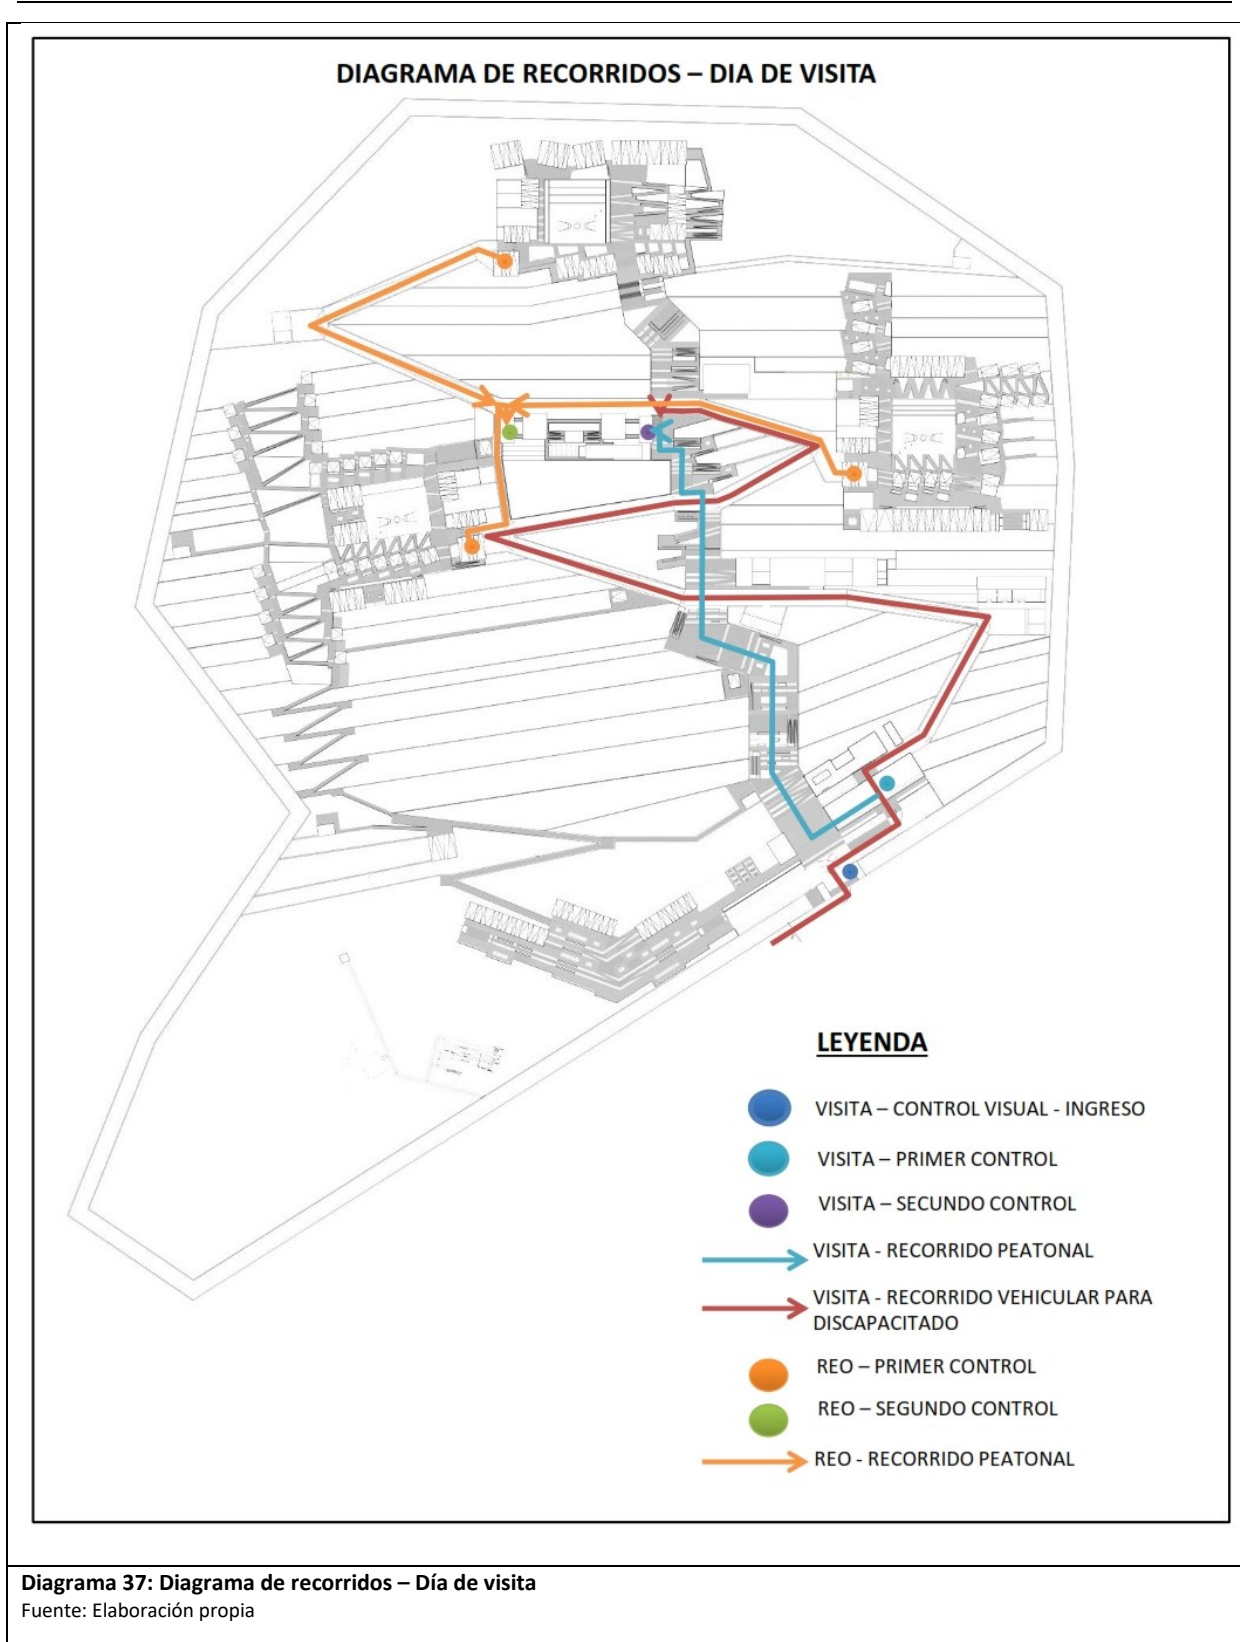 DIAGRAMA DE RECORRIDOS – DIA DE VISITA
LEYENDA
VISITA – CONTROL VISUAL - INGRESO
VISITA – PRIMER CONTROL
VISITA – SECUNDO CONTROL
VISITA - RECORRIDO PEATONAL
VISITA - RECORRIDO VEHICULAR PARA
DISCAPACITADO
REO – PRIMER CONTROL
REO – SEGUNDO CONTROL
REO - RECORRIDO PEATONAL
Diagrama 37: Diagrama de recorridos – Día de visita
Fuente: Elaboración propia